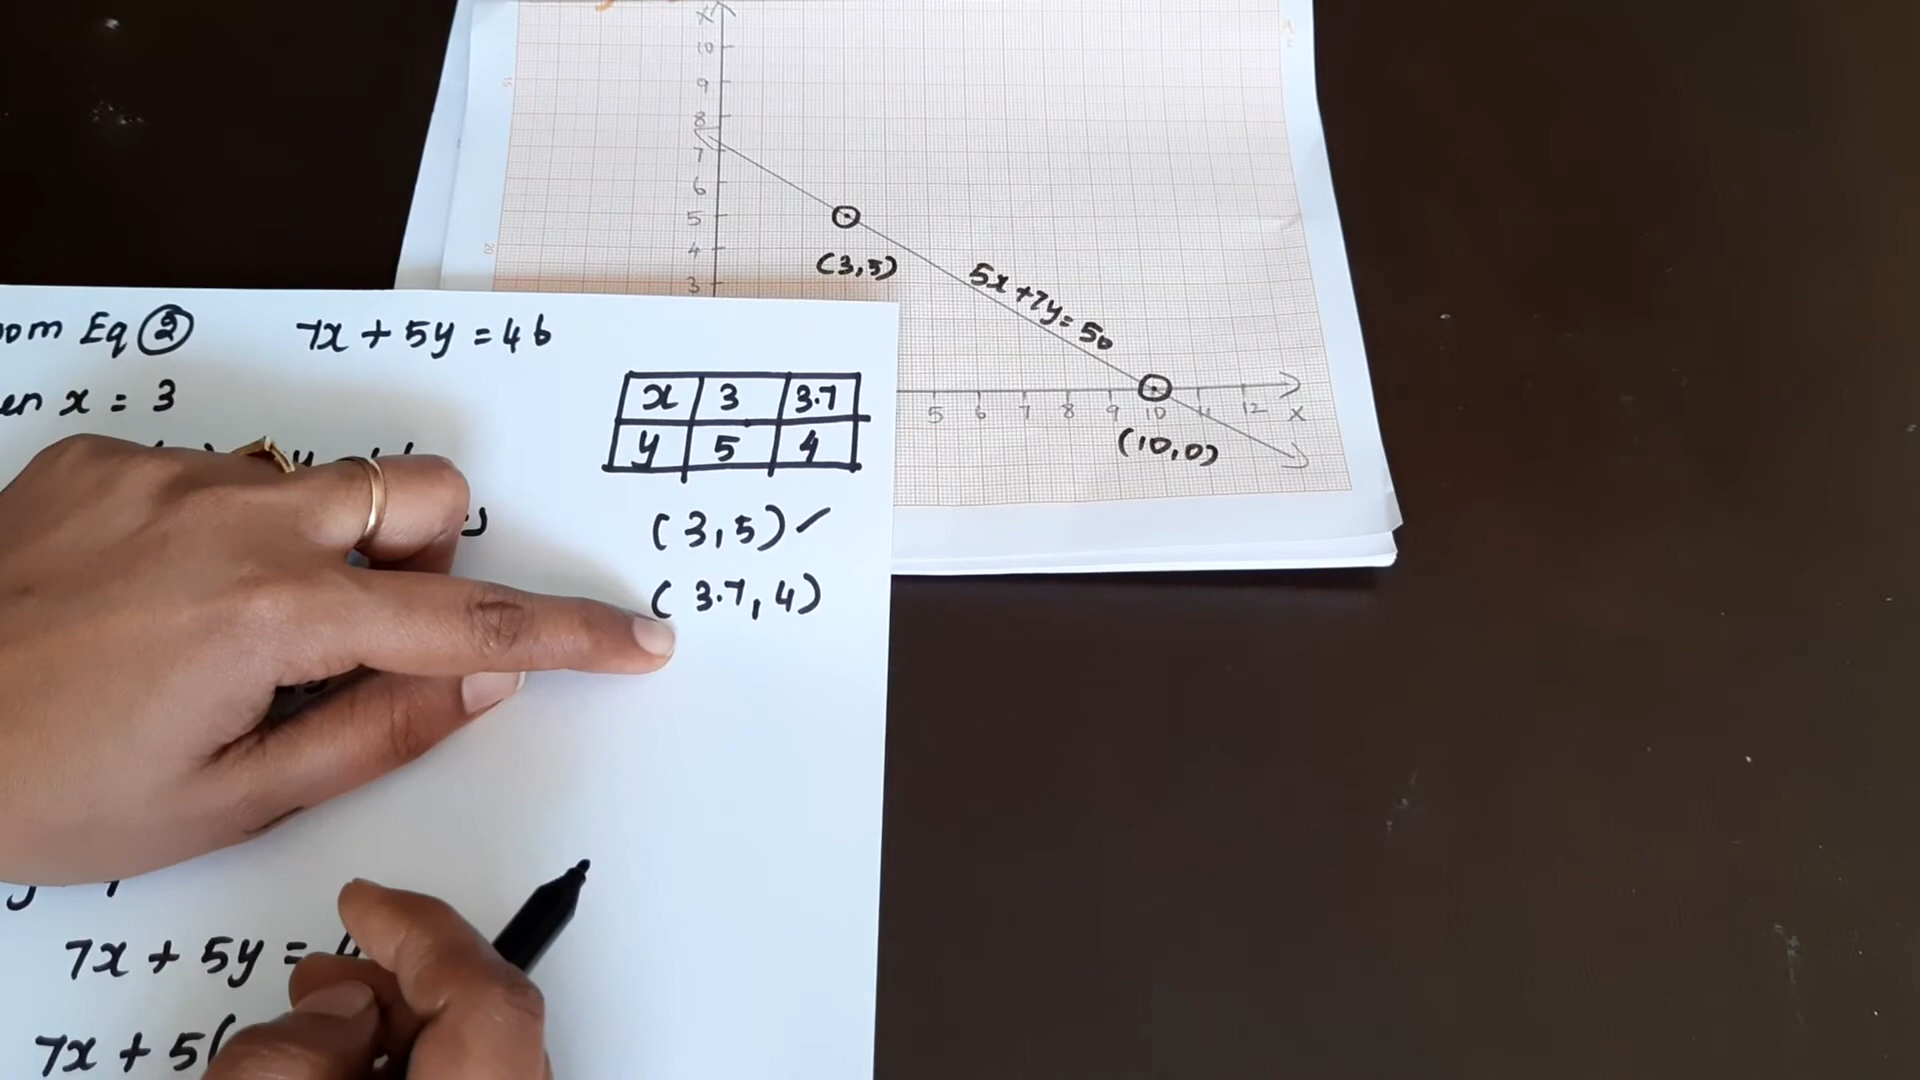 X
10
9
8
7
6
5
4
3
(3,5)
5x+7y=50
5 6 7 8 9 10 11 12 X
(10,0)
Eq ② 7x + 5y = 46
x = 3
x 3 3.7
y 5 4
(3,5) ✓
(3.7,4)
7x + 5y =
7x + 5(